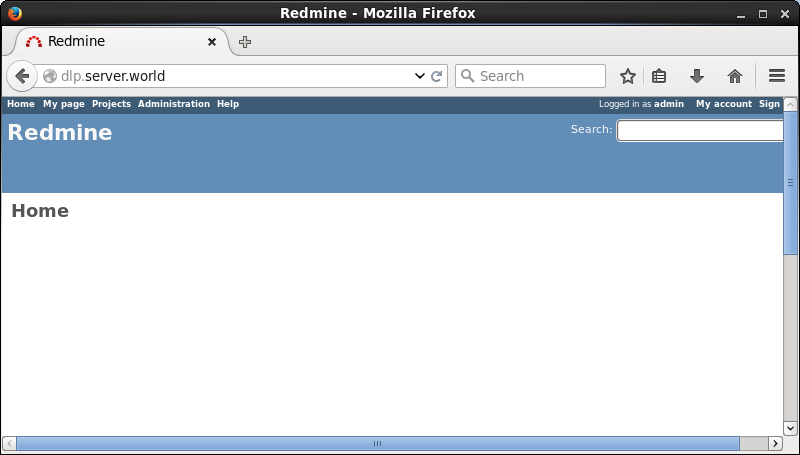 Redmine - Mozilla Firefox
Redmine
dlp.server.world
Search
Home My page Projects Administration Help
Logged in as admin My account Sign
Redmine
Search:
Home